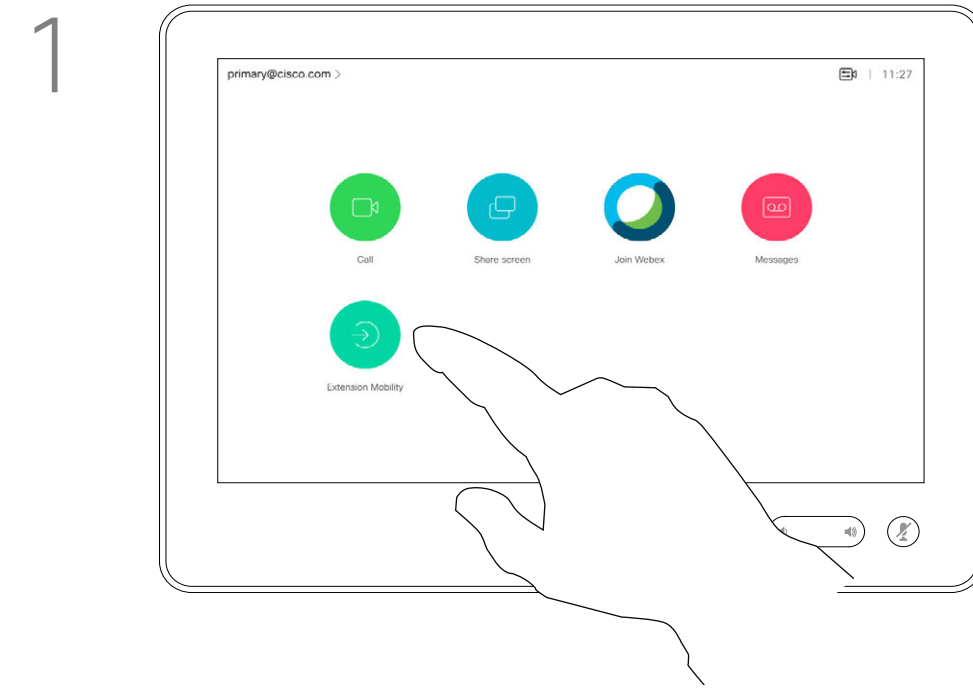 1
primary@cisco.com >
11:27
Call
Share screen
Join Webex
Messages
Extension Mobility